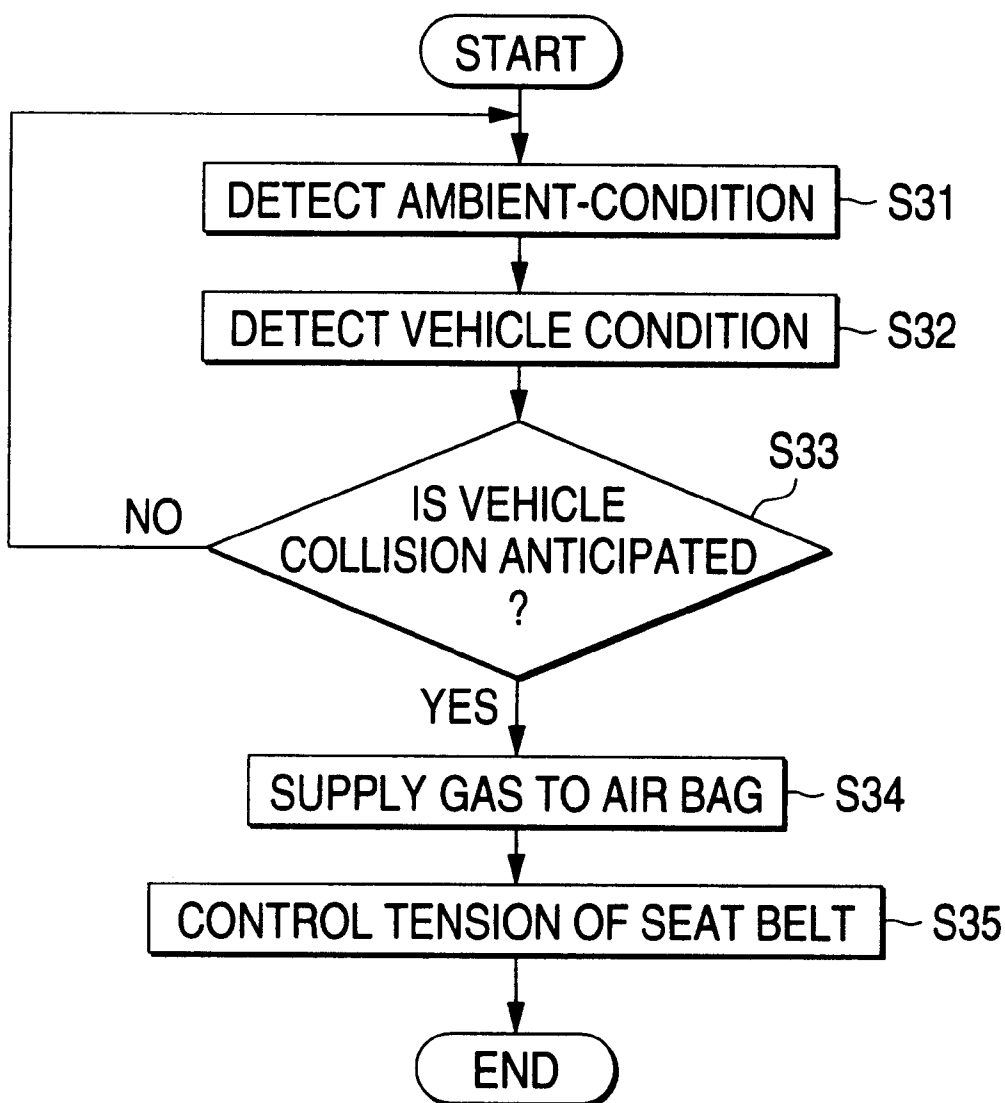 START
DETECT AMBIENT-CONDITION
S31
DETECT VEHICLE CONDITION
S32
S33
IS VEHICLE
COLLISION ANTICIPATED
?
NO
YES
SUPPLY GAS TO AIR BAG
S34
CONTROL TENSION OF SEAT BELT
S35
END